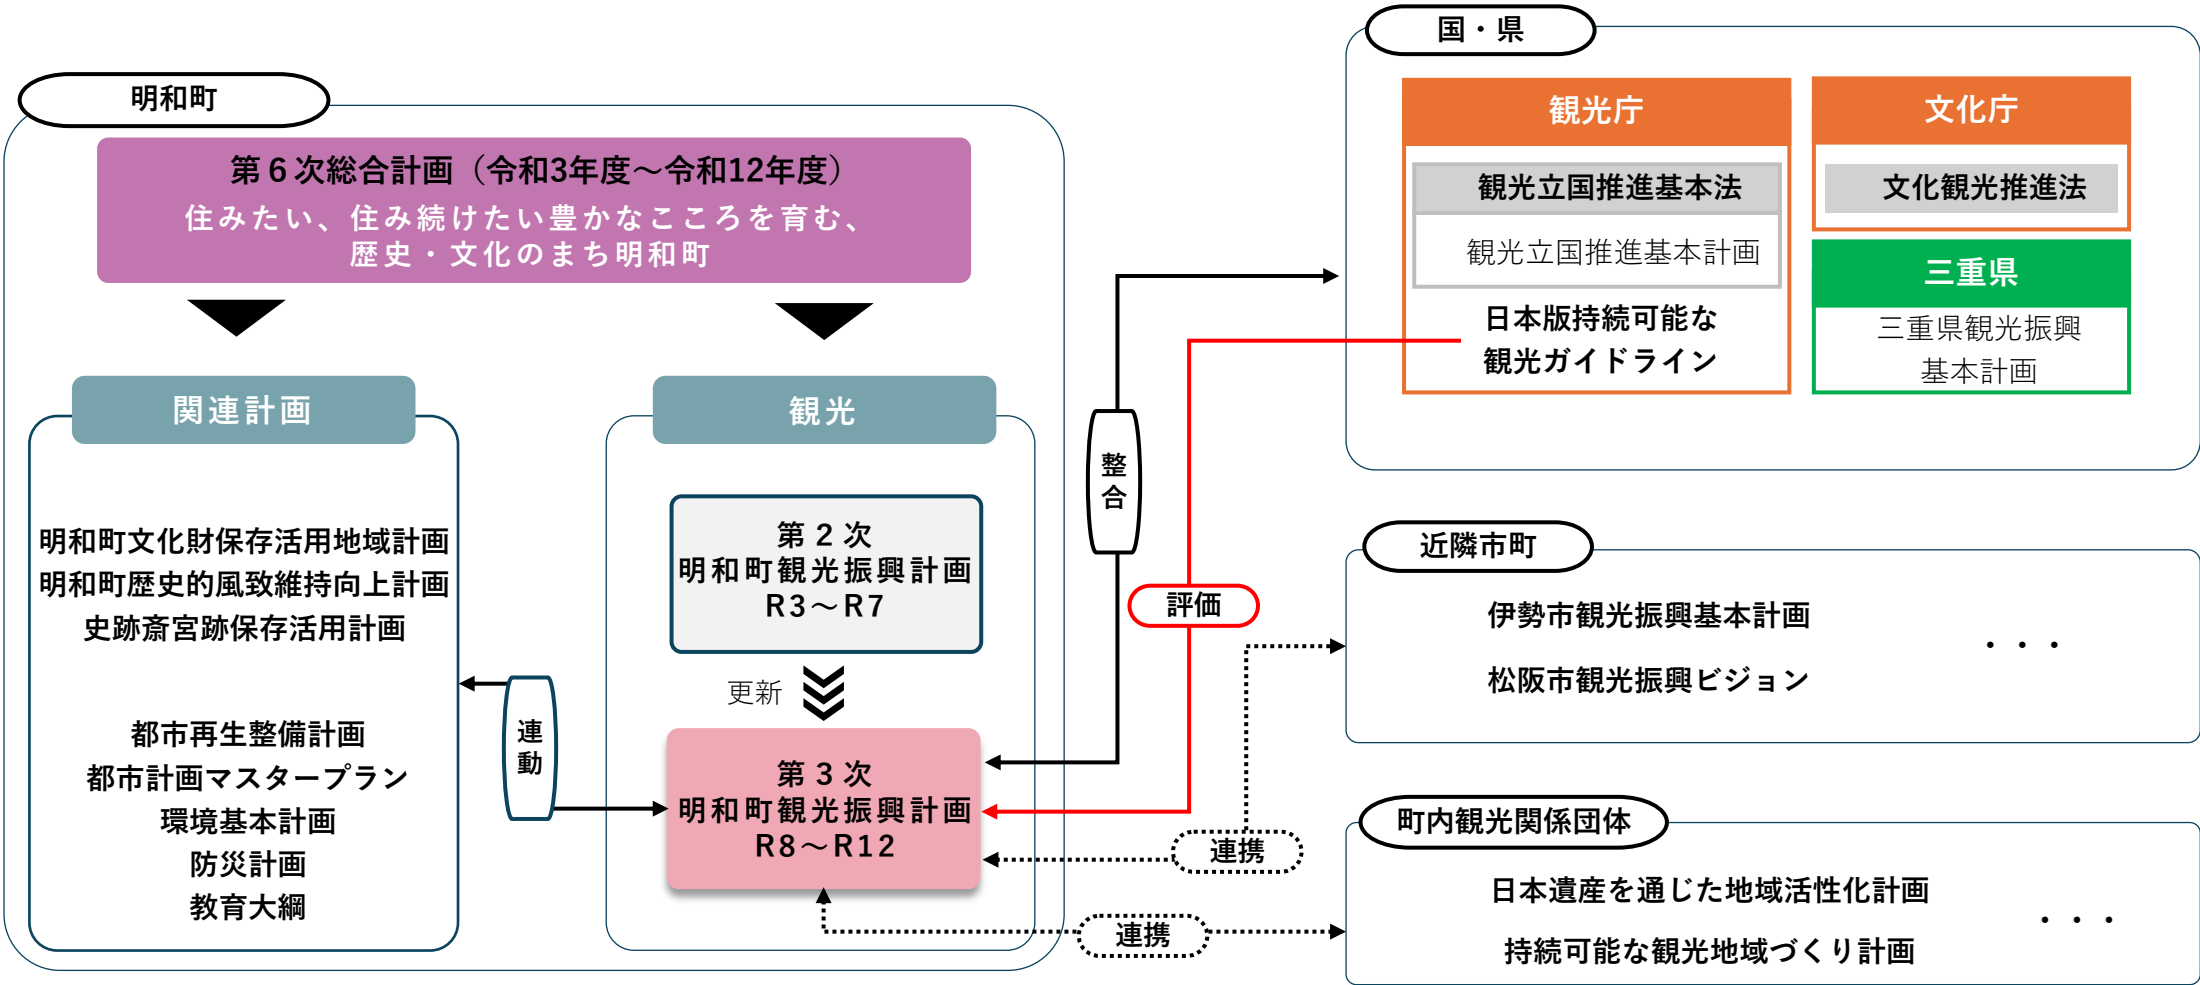 明和町
第６次総合計画（令和3年度～令和12年度）
住みたい、住み続けたい豊かなこころを育む、
歴史・文化のまち明和町
関連計画
明和町文化財保存活用地域計画
明和町歴史的風致維持向上計画
史跡斎宮跡保存活用計画
都市再生整備計画
都市計画マスタープラン
環境基本計画
防災計画
教育大綱
連動
観光
第２次
明和町観光振興計画
R3～R7
更新
第３次
明和町観光振興計画
R8～R12
整合
評価
連携
連携
国・県
観光庁
観光立国推進基本法
観光立国推進基本計画
日本版持続可能な
観光ガイドライン
文化庁
文化観光推進法
三重県
三重県観光振興
基本計画
近隣市町
伊勢市観光振興基本計画
松阪市観光振興ビジョン
・・・
町内観光関係団体
日本遺産を通じた地域活性化計画
持続可能な観光地域づくり計画
・・・